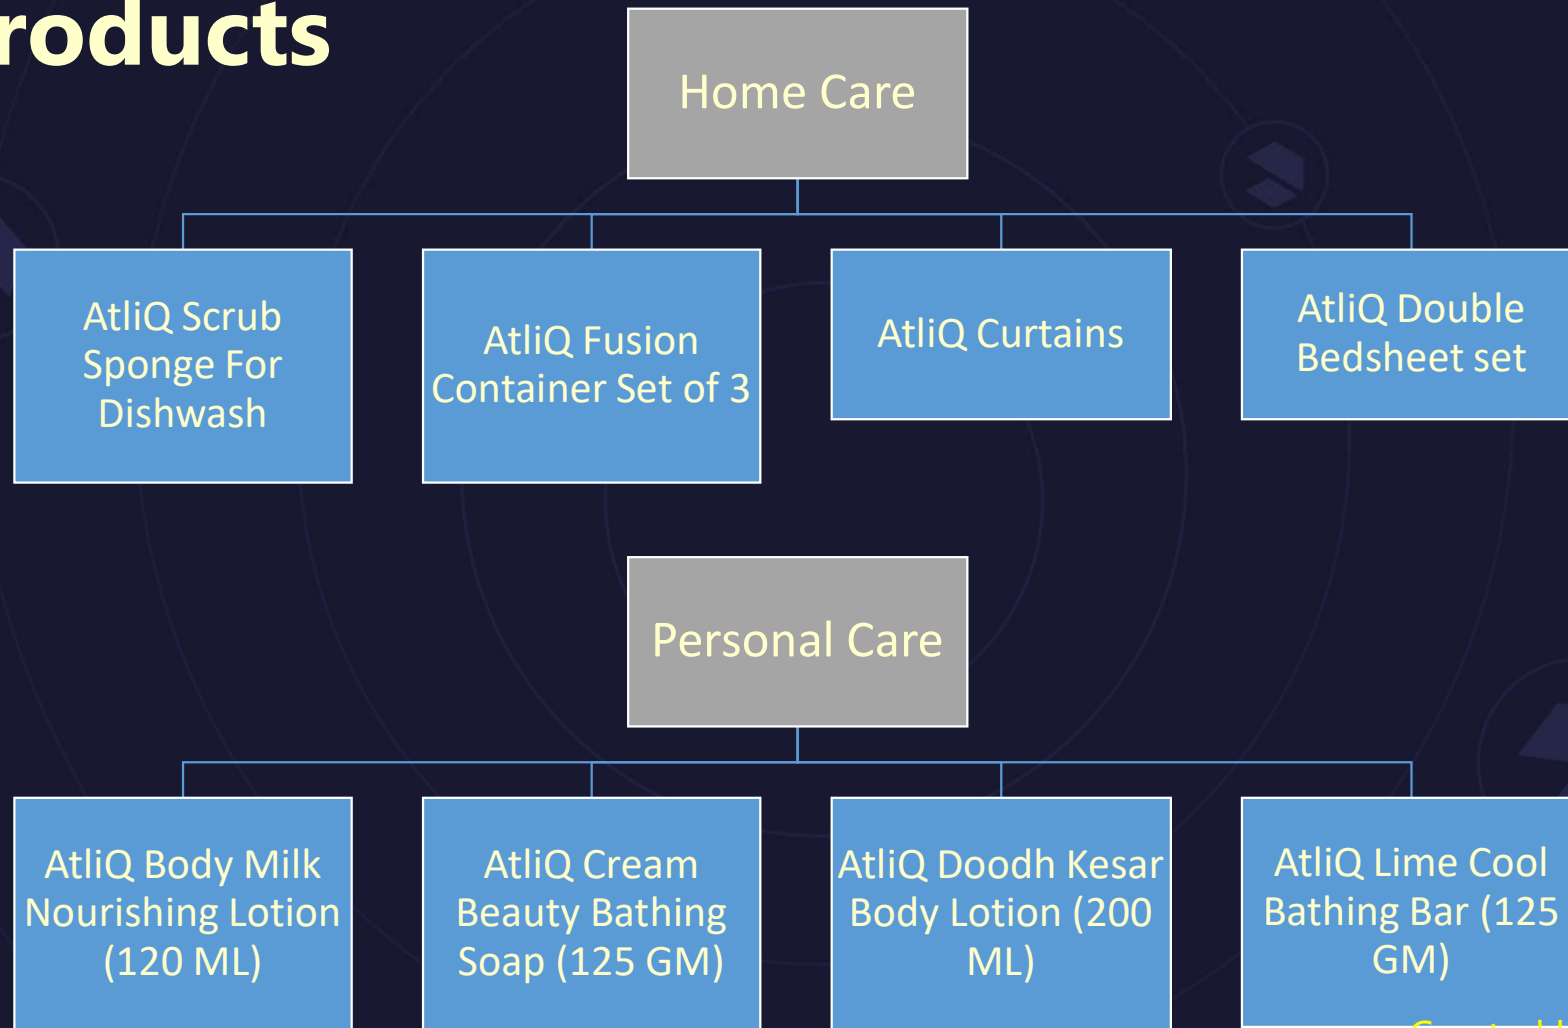 roducts
Home Care
AtliQ Scrub
Sponge For
Dishwash
AtliQ Fusion
Container Set of 3
AtliQ Curtains
AtliQ Double
Bedsheet set
Personal Care
AtliQ Body Milk
Nourishing Lotion
(120 ML)
AtliQ Cream
Beauty Bathing
Soap (125 GM)
AtliQ Doodh Kesar
Body Lotion (200
ML)
AtliQ Lime Cool
Bathing Bar (125
GM)